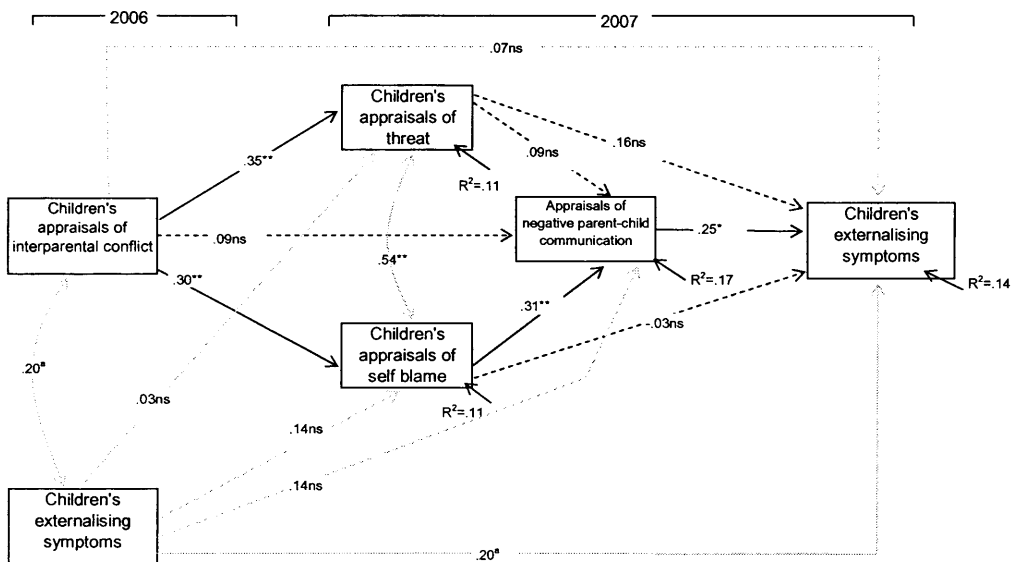 2006
2007
.07ns
Children's
appraisals of
threat
.16ns
.09ns
.35**
R²=.11
Children's
appraisals of
interparental conflict
Appraisals of
negative parent-child
communication
Children's
externalising
symptoms
.25*
.09ns
.54**
.30**
R²=.17
R²=.14
.31**
.03ns
Children's
appraisals of
self blame
.20ª
.03ns
R²=.11
.14ns
.14ns
Children's
externalising
symptoms
.20ª